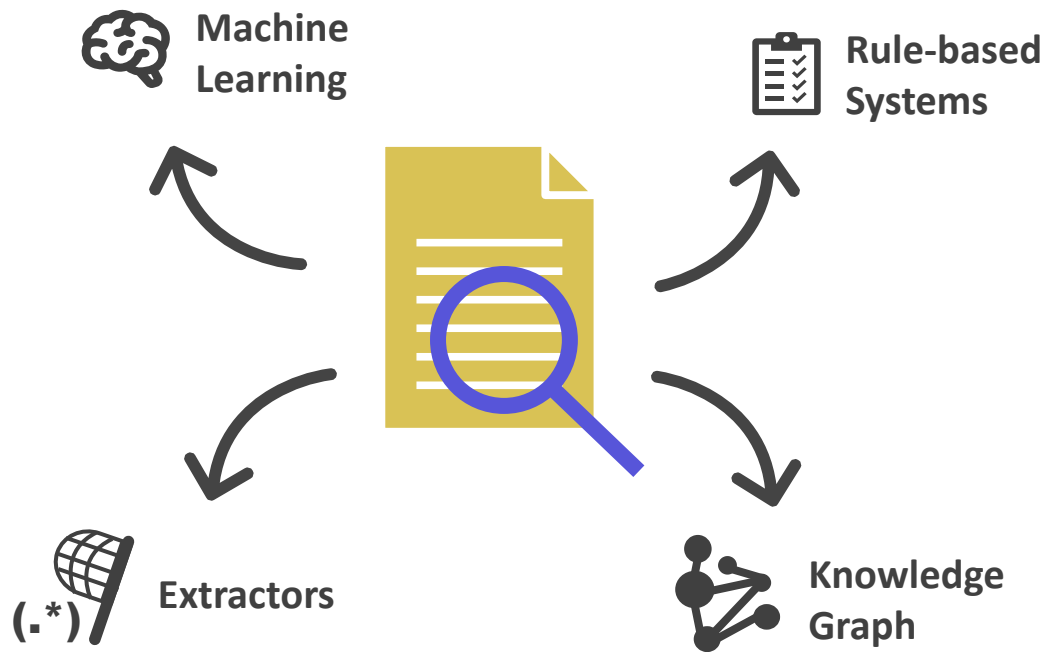 Machine
Learning
Rule-based
Systems
(.*)
Extractors
Knowledge
Graph